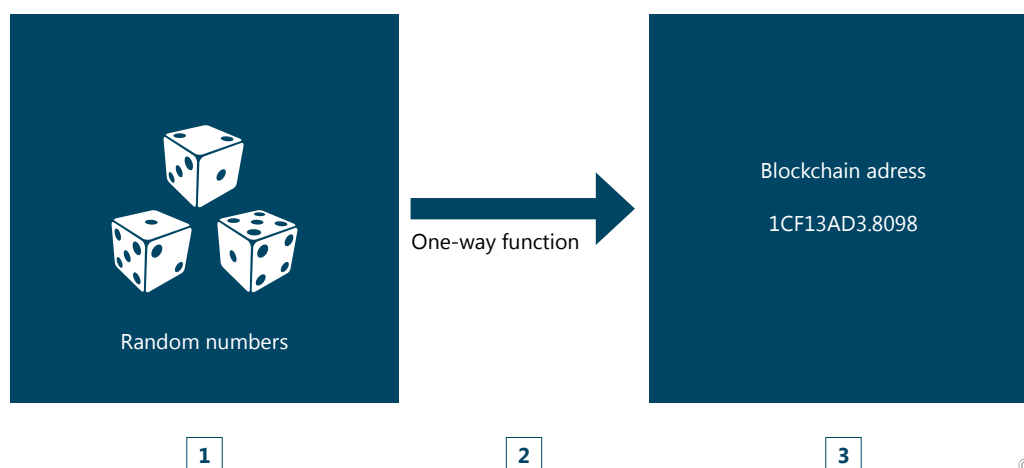 Random numbers
One-way function
Blockchain adress
1CF13AD3.8098
1
2
3